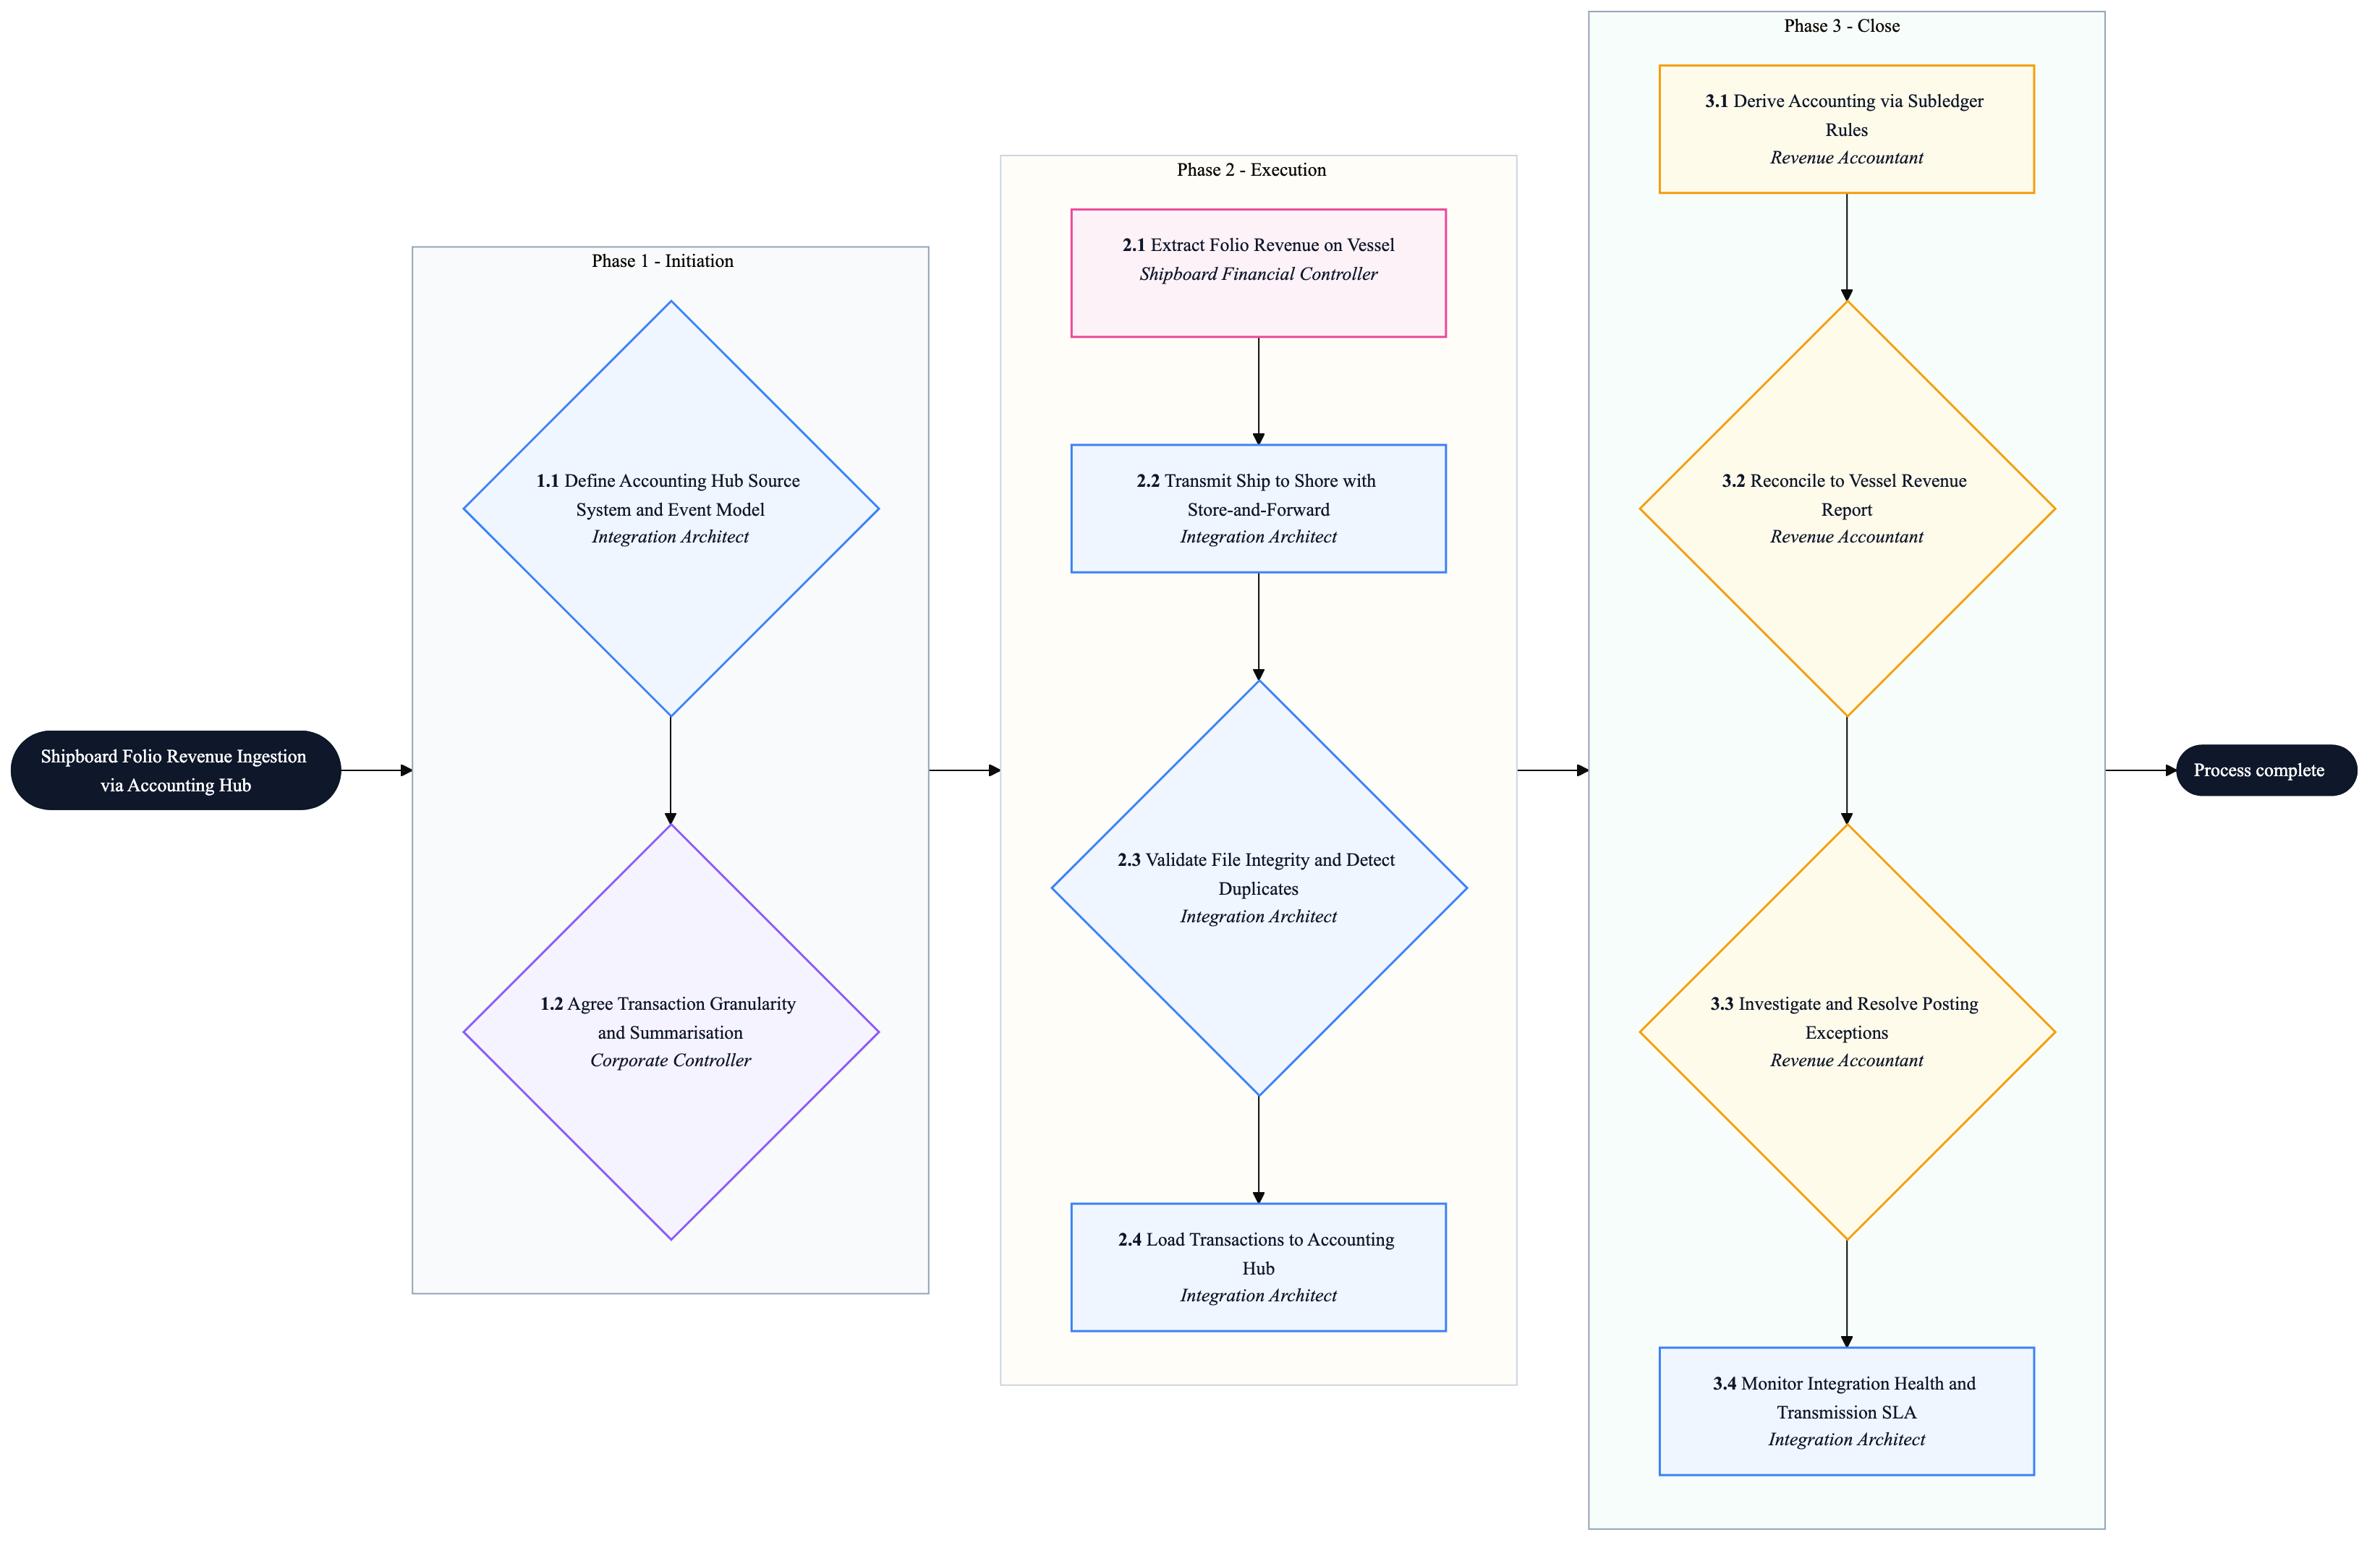 Shipboard Folio Revenue Ingestion
via Accounting Hub
Phase 1 - Initiation
1.1 Define Accounting Hub Source
System and Event Model
Integration Architect
1.2 Agree Transaction Granularity
and Summarisation
Corporate Controller
Phase 2 - Execution
2.1 Extract Folio Revenue on Vessel
Shipboard Financial Controller
2.2 Transmit Ship to Shore with
Store-and-Forward
Integration Architect
2.3 Validate File Integrity and Detect
Duplicates
Integration Architect
2.4 Load Transactions to Accounting
Hub
Integration Architect
Phase 3 - Close
3.1 Derive Accounting via Subledger
Rules
Revenue Accountant
3.2 Reconcile to Vessel Revenue
Report
Revenue Accountant
3.3 Investigate and Resolve Posting
Exceptions
Revenue Accountant
3.4 Monitor Integration Health and
Transmission SLA
Integration Architect
Process complete